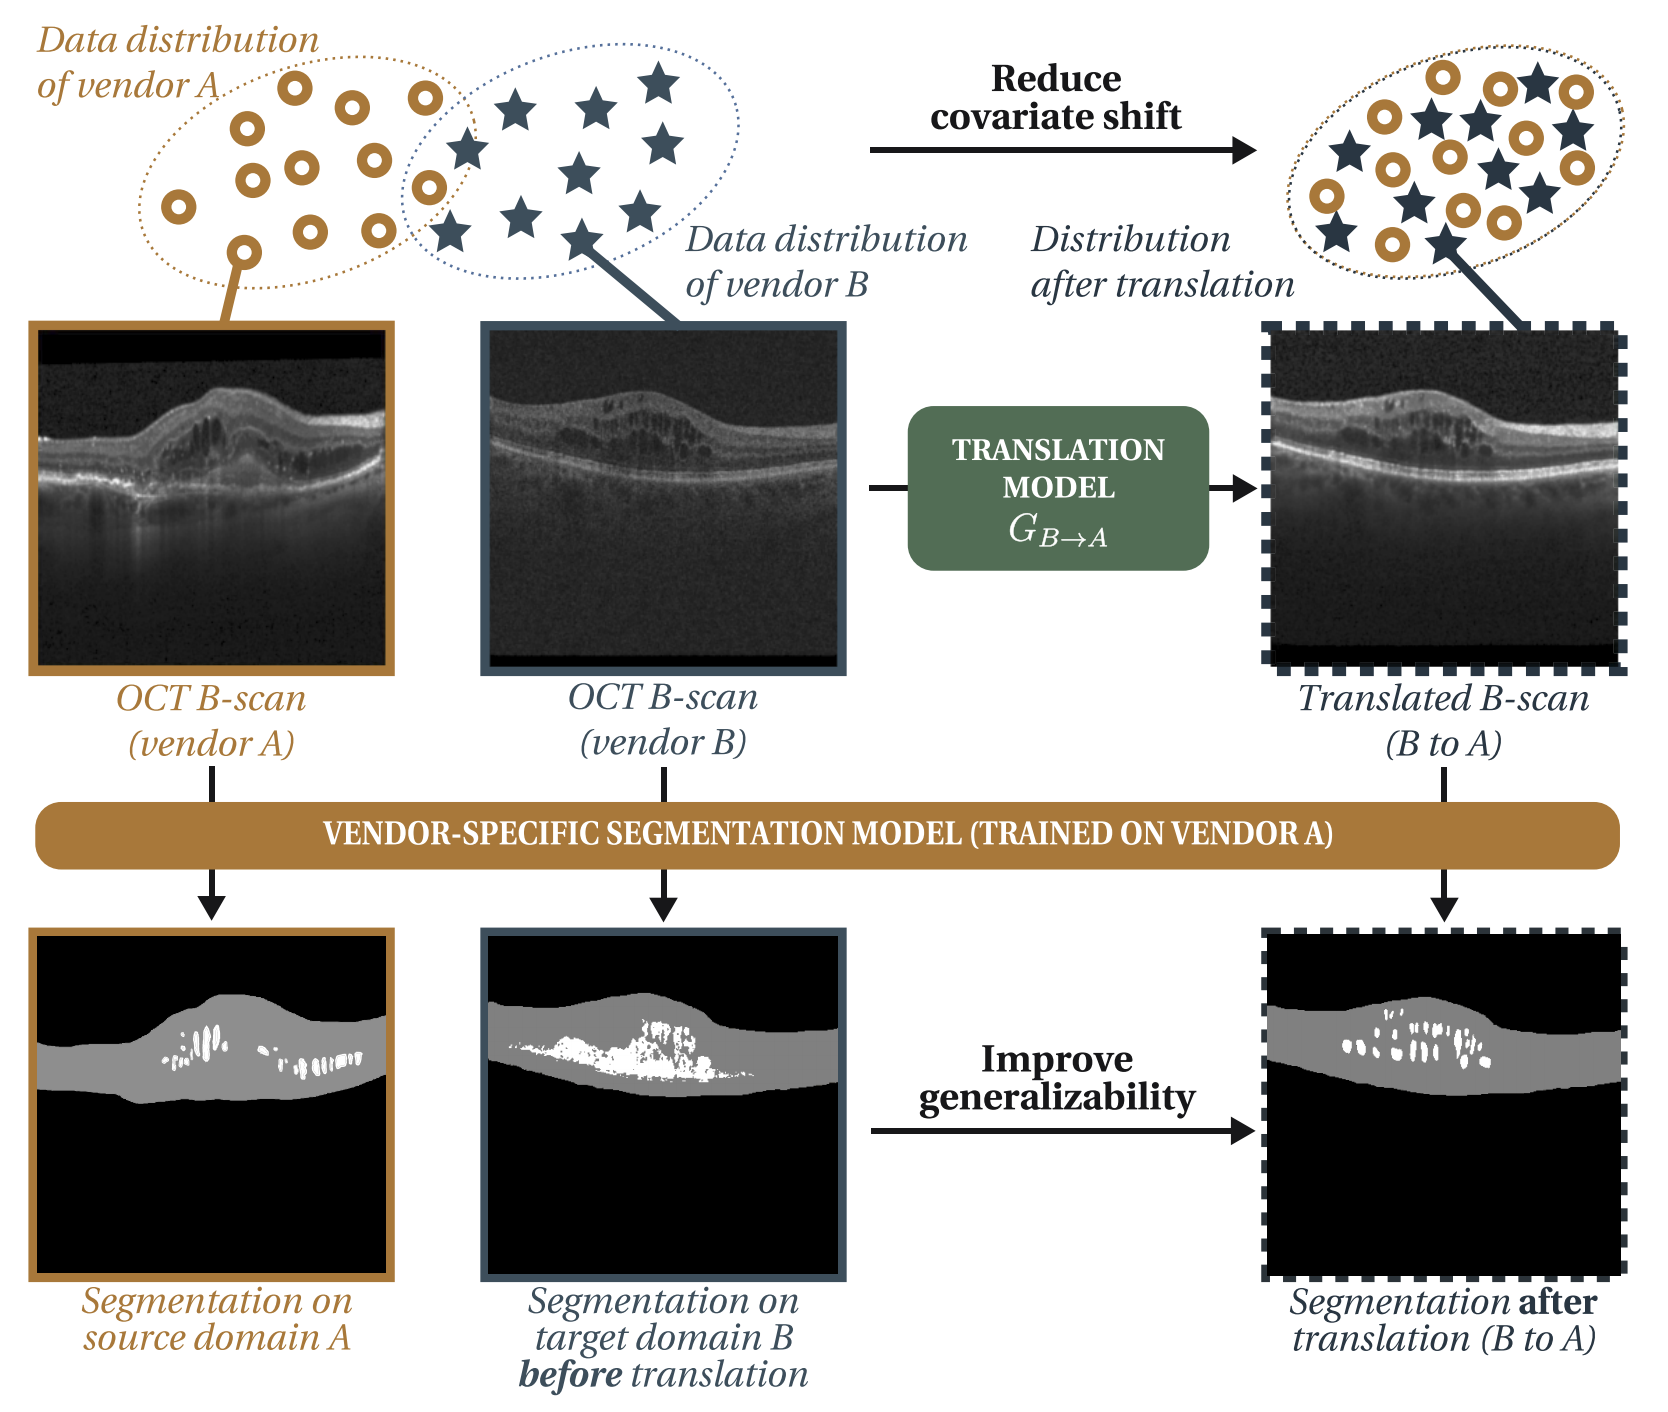 Data distribution
of vendor A
Reduce
covariate shift
Data distribution
of vendor B
Distribution
after translation
TRANSLATION
MODEL
G_{B→A}
OCT B-scan
(vendor A)
OCT B-scan
(vendor B)
Translated B-scan
(B to A)
VENDOR-SPECIFIC SEGMENTATION MODEL (TRAINED ON VENDOR A)
Improve
generalizability
Segmentation on
source domain A
Segmentation on
target domain B
before translation
Segmentation after
translation (B to A)